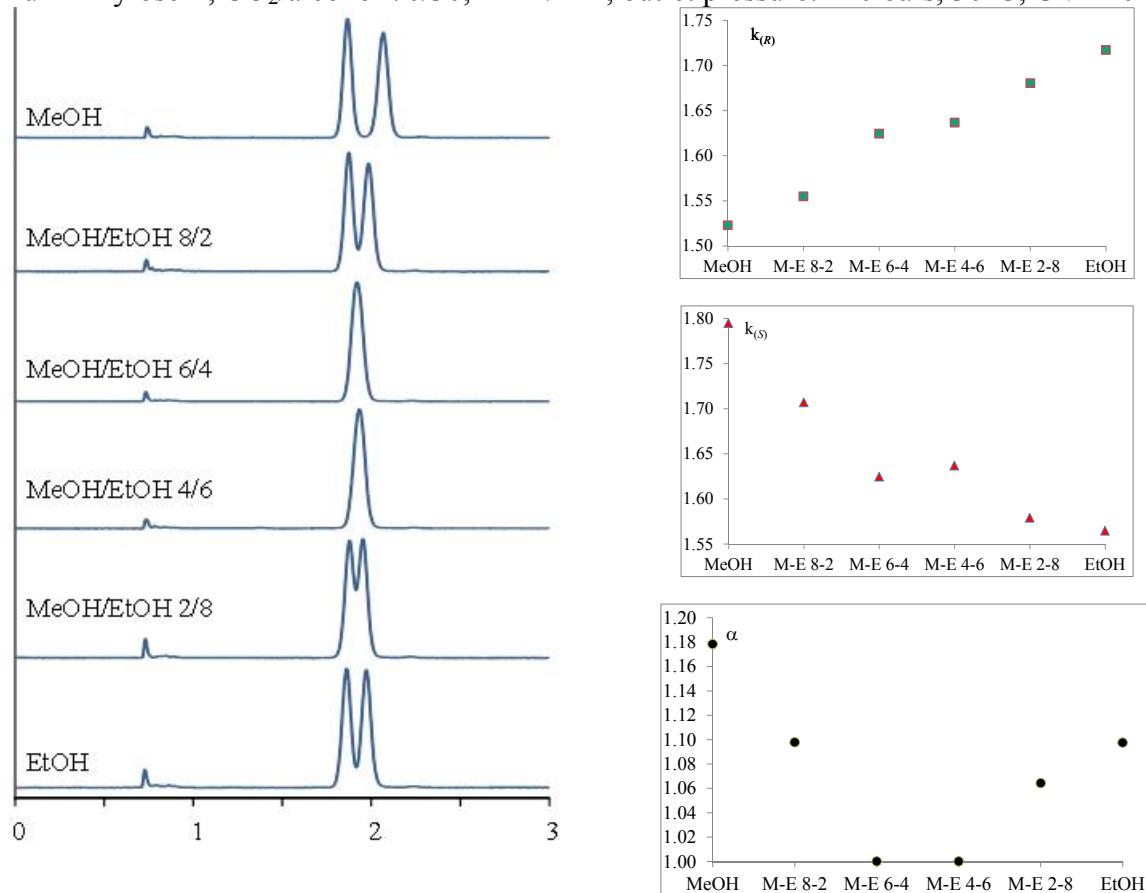 outlet pressure: bars,
MeOH
MeOH/EtOH 8/2
MeOH/EtOH 6/4
MeOH/EtOH 4/6
MeOH/EtOH 2/8
EtOH
0 1 2 3
k(R)
1.75
1.70
1.65
1.60
1.55
1.50
MeOH M-E 8-2 M-E 6-4 M-E 4-6 M-E 2-8 EtOH
k(S)
1.80
1.75
1.70
1.65
1.60
1.55
MeOH M-E 8-2 M-E 6-4 M-E 4-6 M-E 2-8 EtOH
α
1.20
1.18
1.16
1.14
1.12
1.10
1.08
1.06
1.04
1.02
1.00
MeOH M-E 8-2 M-E 6-4 M-E 4-6 M-E 2-8 EtOH